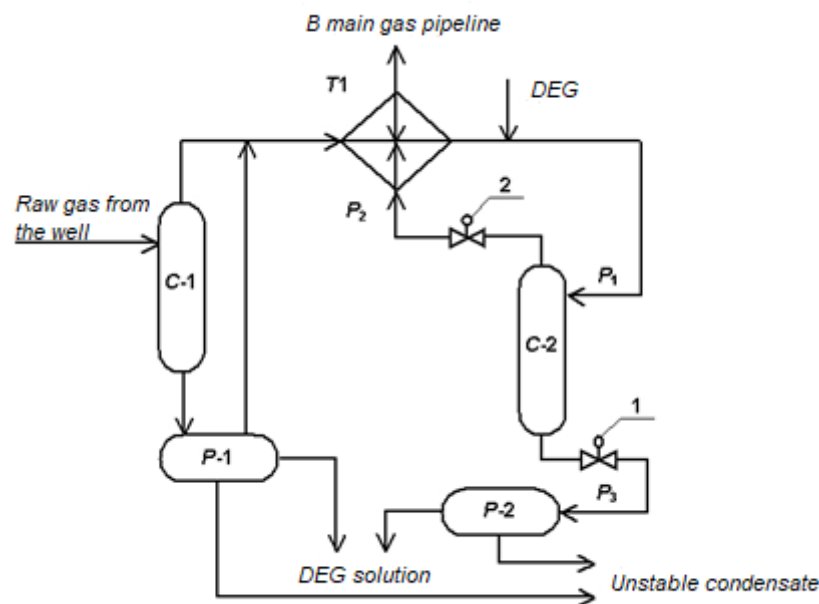 B main gas pipeline
T1
DEG
2
Raw gas from
the well
P2
C-1
P1
C-2
1
P-1
P3
P-2
DEG solution
Unstable condensate